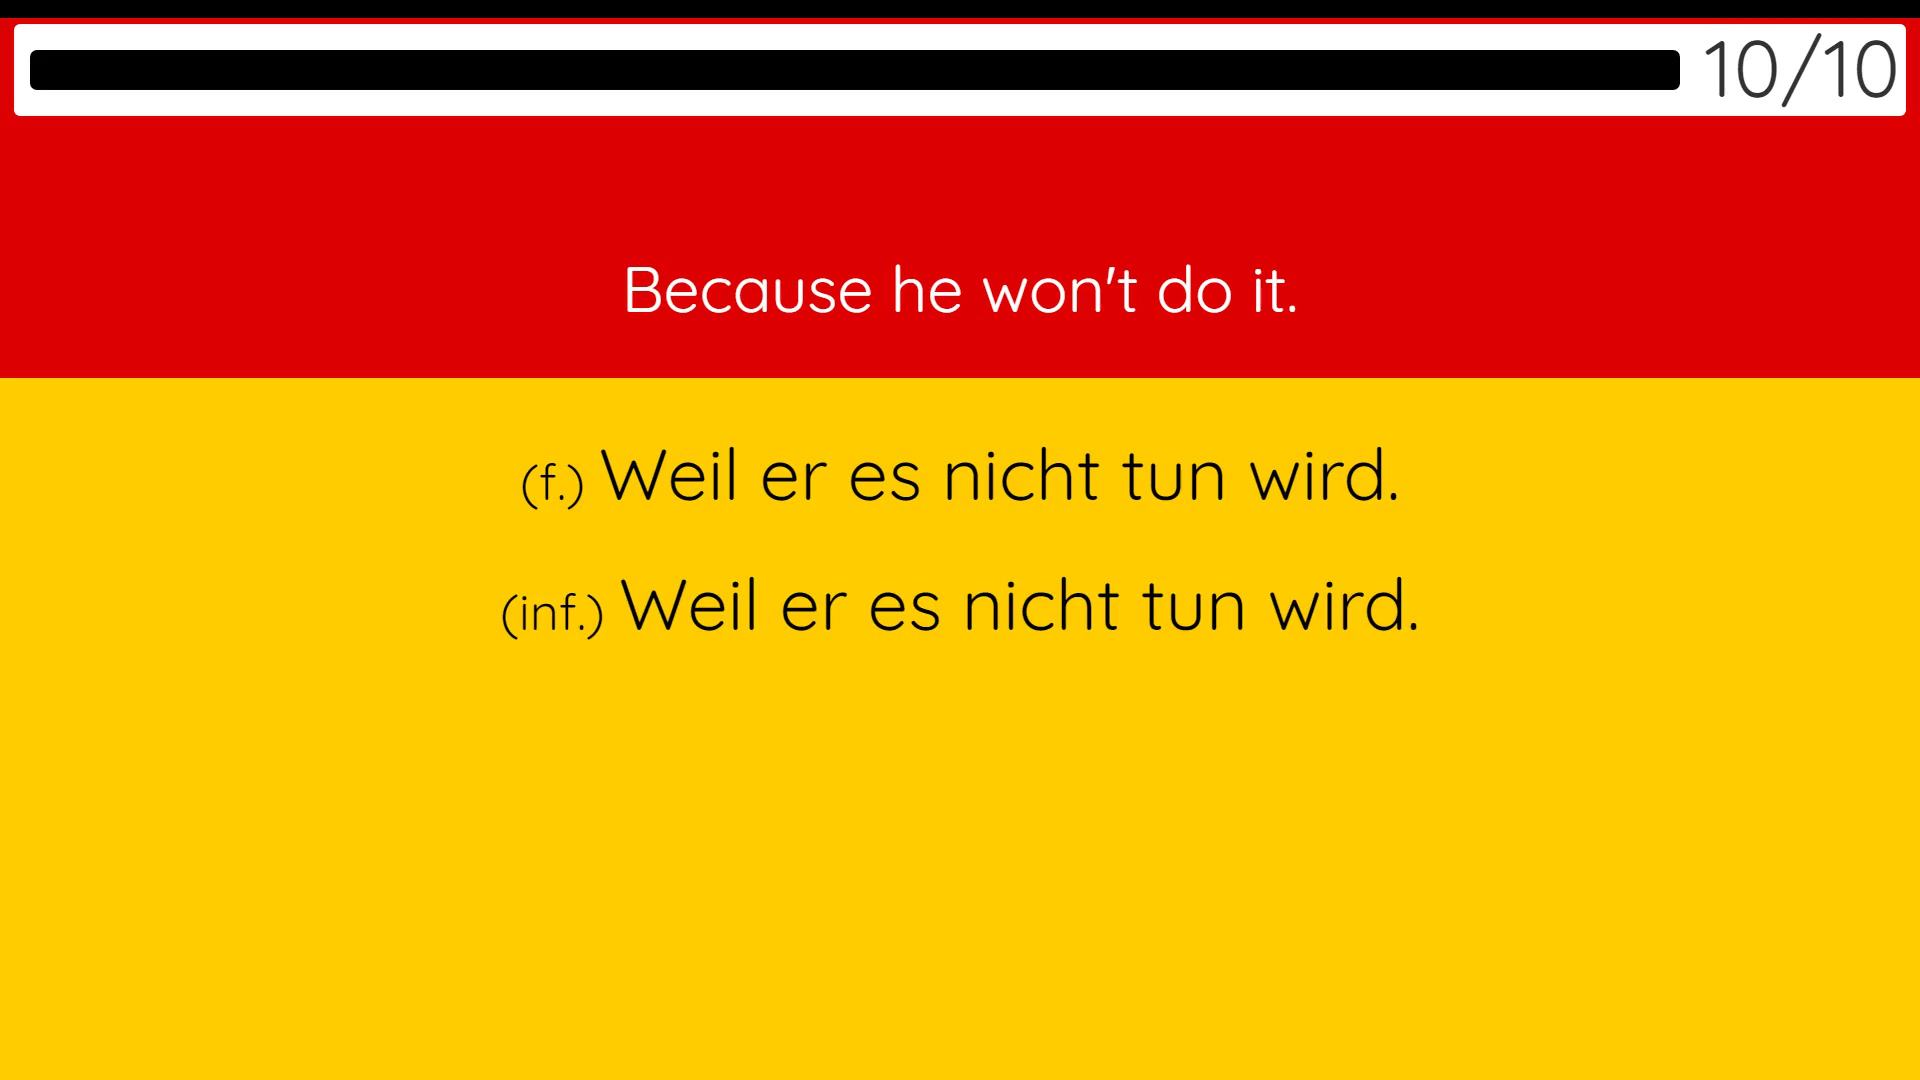 10/10
Because he won't do it.
(f.) Weil er es nicht tun wird.
(inf.) Weil er es nicht tun wird.